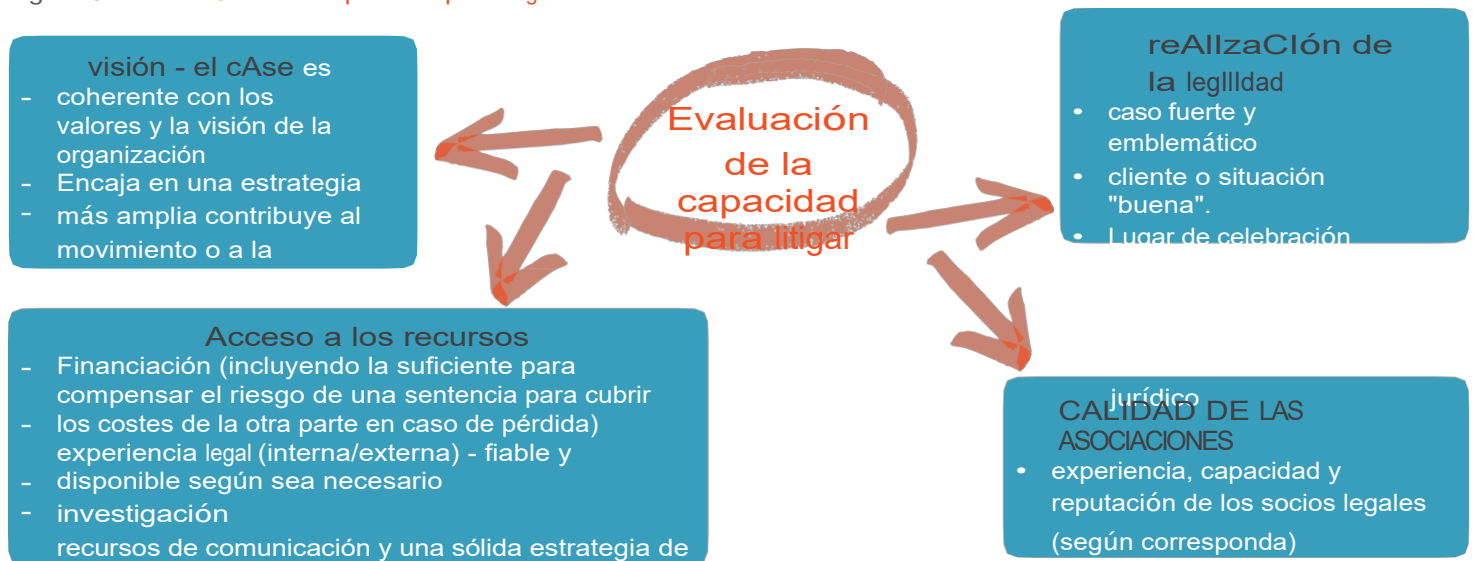 visión - el cAse es
- coherente con los
valores y la visión de la
organización
- Encaja en una estrategia
- más amplia contribuye al
movimiento o a la
Evaluación
de la
capacidad
para litigar
reAlIzaCIón de
la legIlIdad
• caso fuerte y
emblemático
• cliente o situación
"buena".
• Lugar de celebración
Acceso a los recursos
- Financiación (incluyendo la suficiente para
compensar el riesgo de una sentencia para cubrir
- los costes de la otra parte en caso de pérdida)
experiencia legal (interna/externa) - fiable y
- disponible según sea necesario
- investigación
recursos de comunicación y una sólida estrategia de
jurídico
CALIDAD DE LAS
ASOCIACIONES
• experiencia, capacidad y
reputación de los socios legales
(según corresponda)